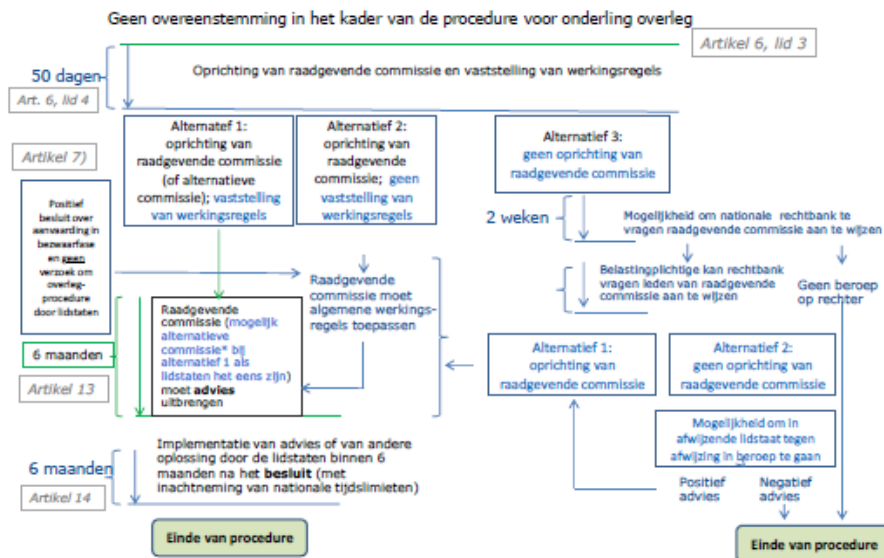 Geen overeenstemming in het kader van de procedure voor onderling overleg
Artikel 6, lid 3
50 dagen
Art. 6, lid 4
Oprichting van raadgevende commissie en vaststelling van werkingsregels
Artikel 7)
Positief
besluit over
aanvaarding in
bezwaarfase
en geen
verzoek om
overleg-
procedure
door lidstaten
Alternatef 1:
oprichting van
raadgevende commissie
(of alternatieve
commissie); vaststelling
van werkingsregels
Alternatief 2:
oprichting van
raadgevende
commissie; geen
vaststelling van
werkingsregels
Alternatief 3:
geen oprichting van
raadgevende commissie
2 weken
Mogelijkheid om nationale rechtbank te
vragen raadgevende commissie aan te wijzen
Belastingplichtige kan rechtbank
vragen leden van raadgevende
commissie aan te wijzen
Geen beroep
op rechter
Raadgevende
commissie moet
algemene werkings-
regels toepassen
6 maanden
Artikel 13
Raadgevende
commissie (mogelijk
alternatieve
commissie* bij
alternatief 1 als
lidstaten het eens zijn)
moet advies
uitbrengen
Alternatief 1:
oprichting van
raadgevende commissie
Alternatief 2:
geen oprichting van
raadgevende commissie
Mogelijkheid om in
afwijzende lidstaat tegen
afwijzing in beroep te gaan
Positief
advies
Negatief
advies
6 maanden
Artikel 14
Implementatie van advies of van andere
oplossing door de lidstaten binnen 6
maanden na het besluit (met
inachtneming van nationale tijdslimieten)
Einde van procedure
Einde van procedure